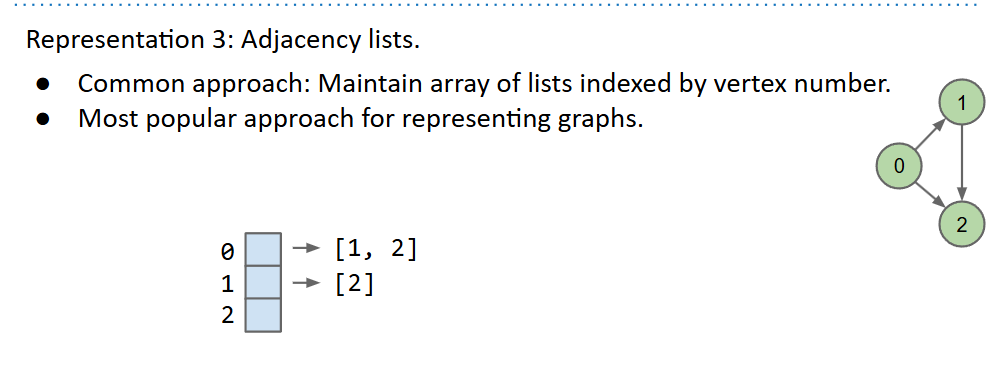 Representation 3: Adjacency lists.
● Common approach: Maintain array of lists indexed by vertex number.
● Most popular approach for representing graphs.
1
0
2
0 [1, 2]
1 [2]
2